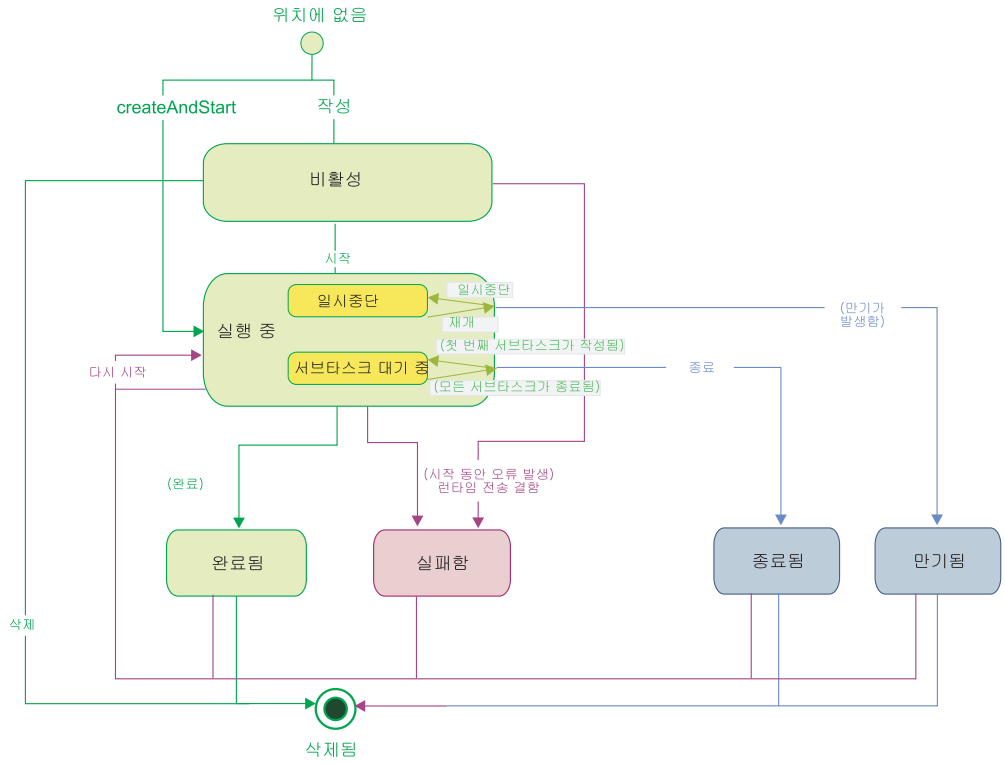 위치에 없음
createAndStart
작성
비활성
시작
일시중단
일시중단
재개
(만기가
발생함)
실행 중
(첫 번째 서브타스크가 작성됨)
서브타스크 대기 중
(모든 서브타스크가 종료됨)
종료
다시 시작
(완료)
(시작 동안 오류 발생)
런타임 전송 결함
완료됨
실패함
종료됨
만기됨
삭제
삭제됨